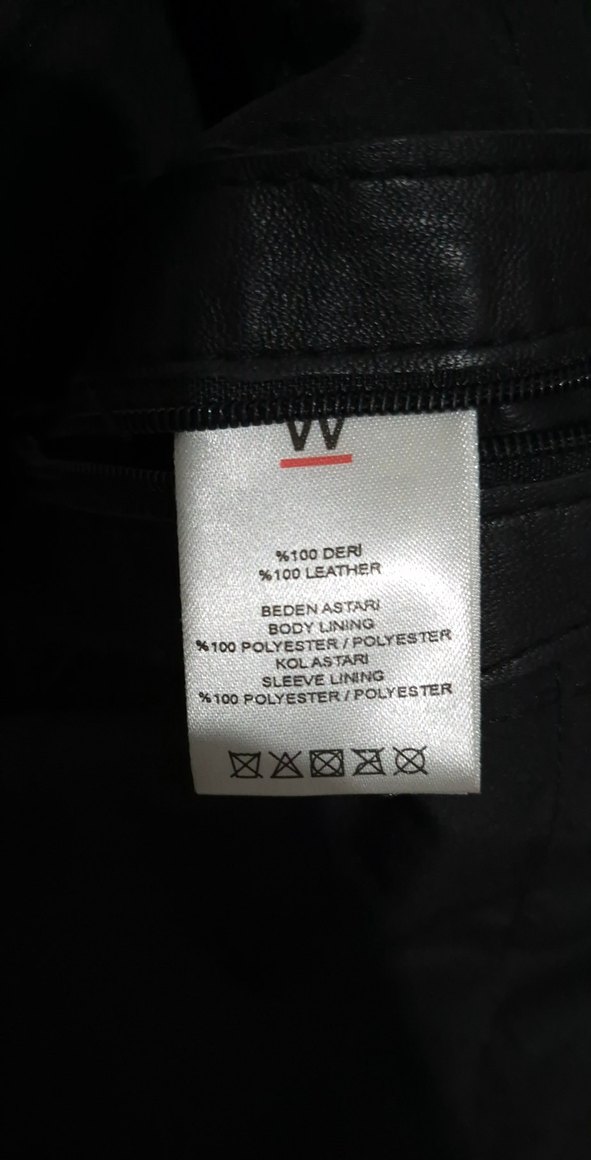 W
%100 DERİ
%100 LEATHER
BEDEN ASTARI
BODY LINING
%100 POLYESTER / POLYESTER
KOL ASTARI
SLEEVE LINING
%100 POLYESTER / POLYESTER